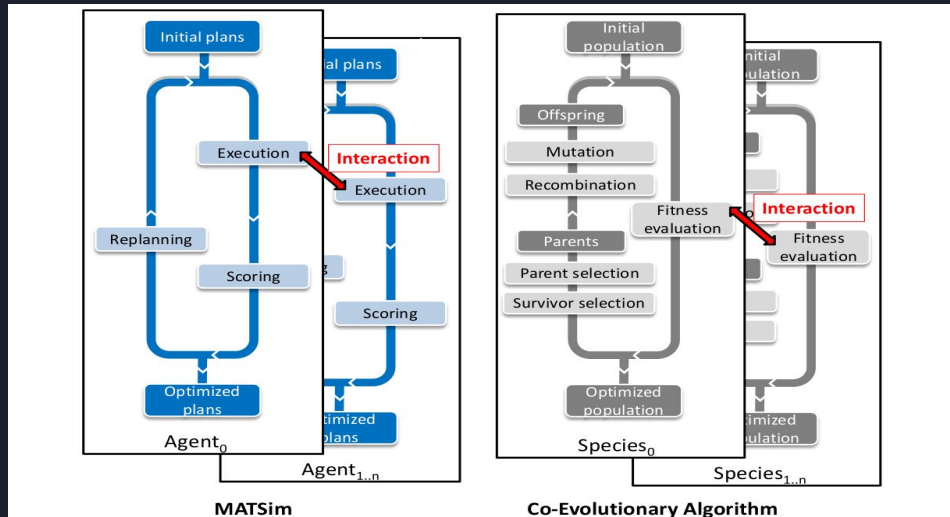 Initial plans
ial plans
Execution
Interaction
Execution
Replanning
Scoring
g
Scoring
Optimized
plans
timized
plans
Agent0
Agent1..n
MATSim
Initial
population
nitial
pulation
Offspring
Mutation
Recombination
Fitness
evaluation
Interaction
Fitness
evaluation
Parents
Parent selection
Survivor selection
Optimized
population
timized
pulation
Species0
Species1..n
Co-Evolutionary Algorithm